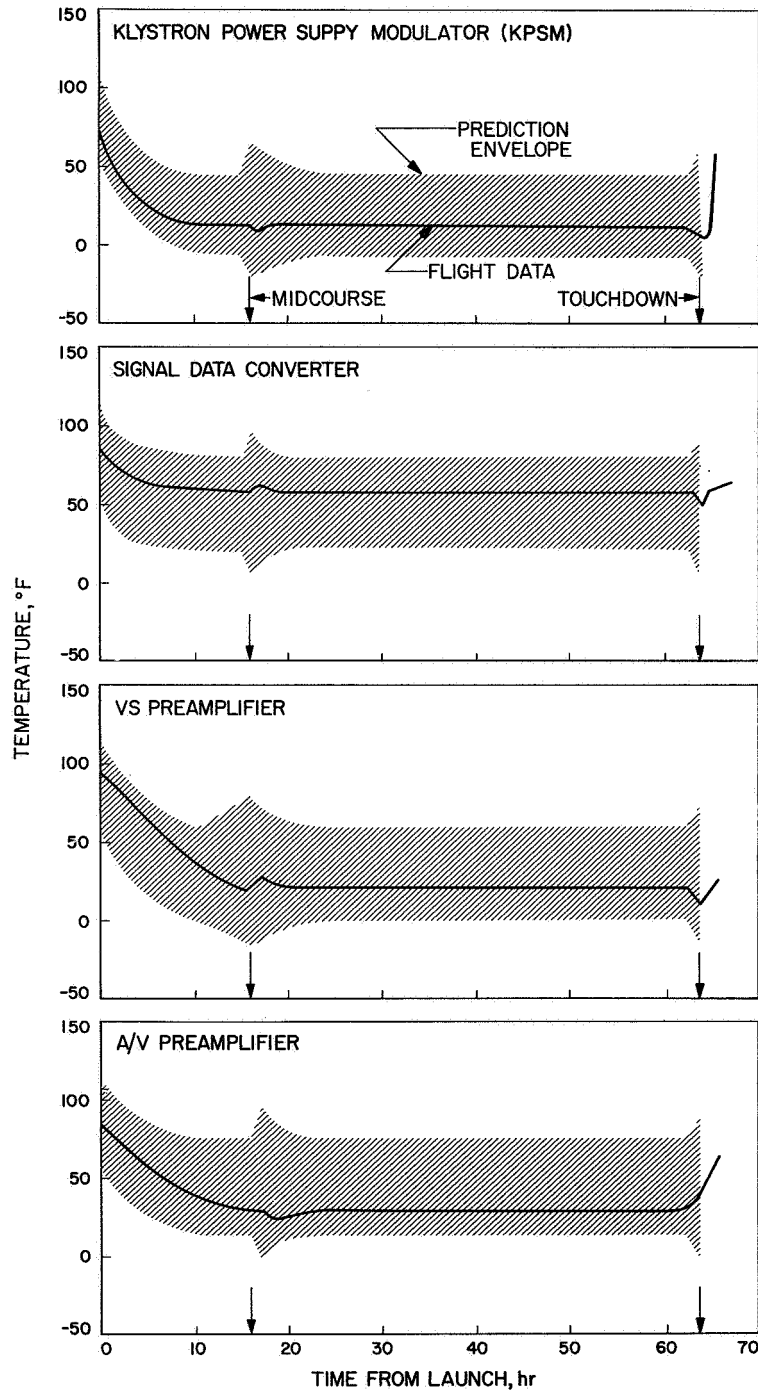 150
KLYSTRON POWER SUPPY MODULATOR (KPSM)
100
PREDICTION
ENVELOPE
50
0
FLIGHT DATA
MIDCOURSE
TOUCHDOWN
-50
150
SIGNAL DATA CONVERTER
100
50
0
-50
150
VS PREAMPLIFIER
100
50
0
-50
150
A/V PREAMPLIFIER
100
50
0
-50
TEMPERATURE, °F
0 10 20 30 40 50 60 70
TIME FROM LAUNCH, hr